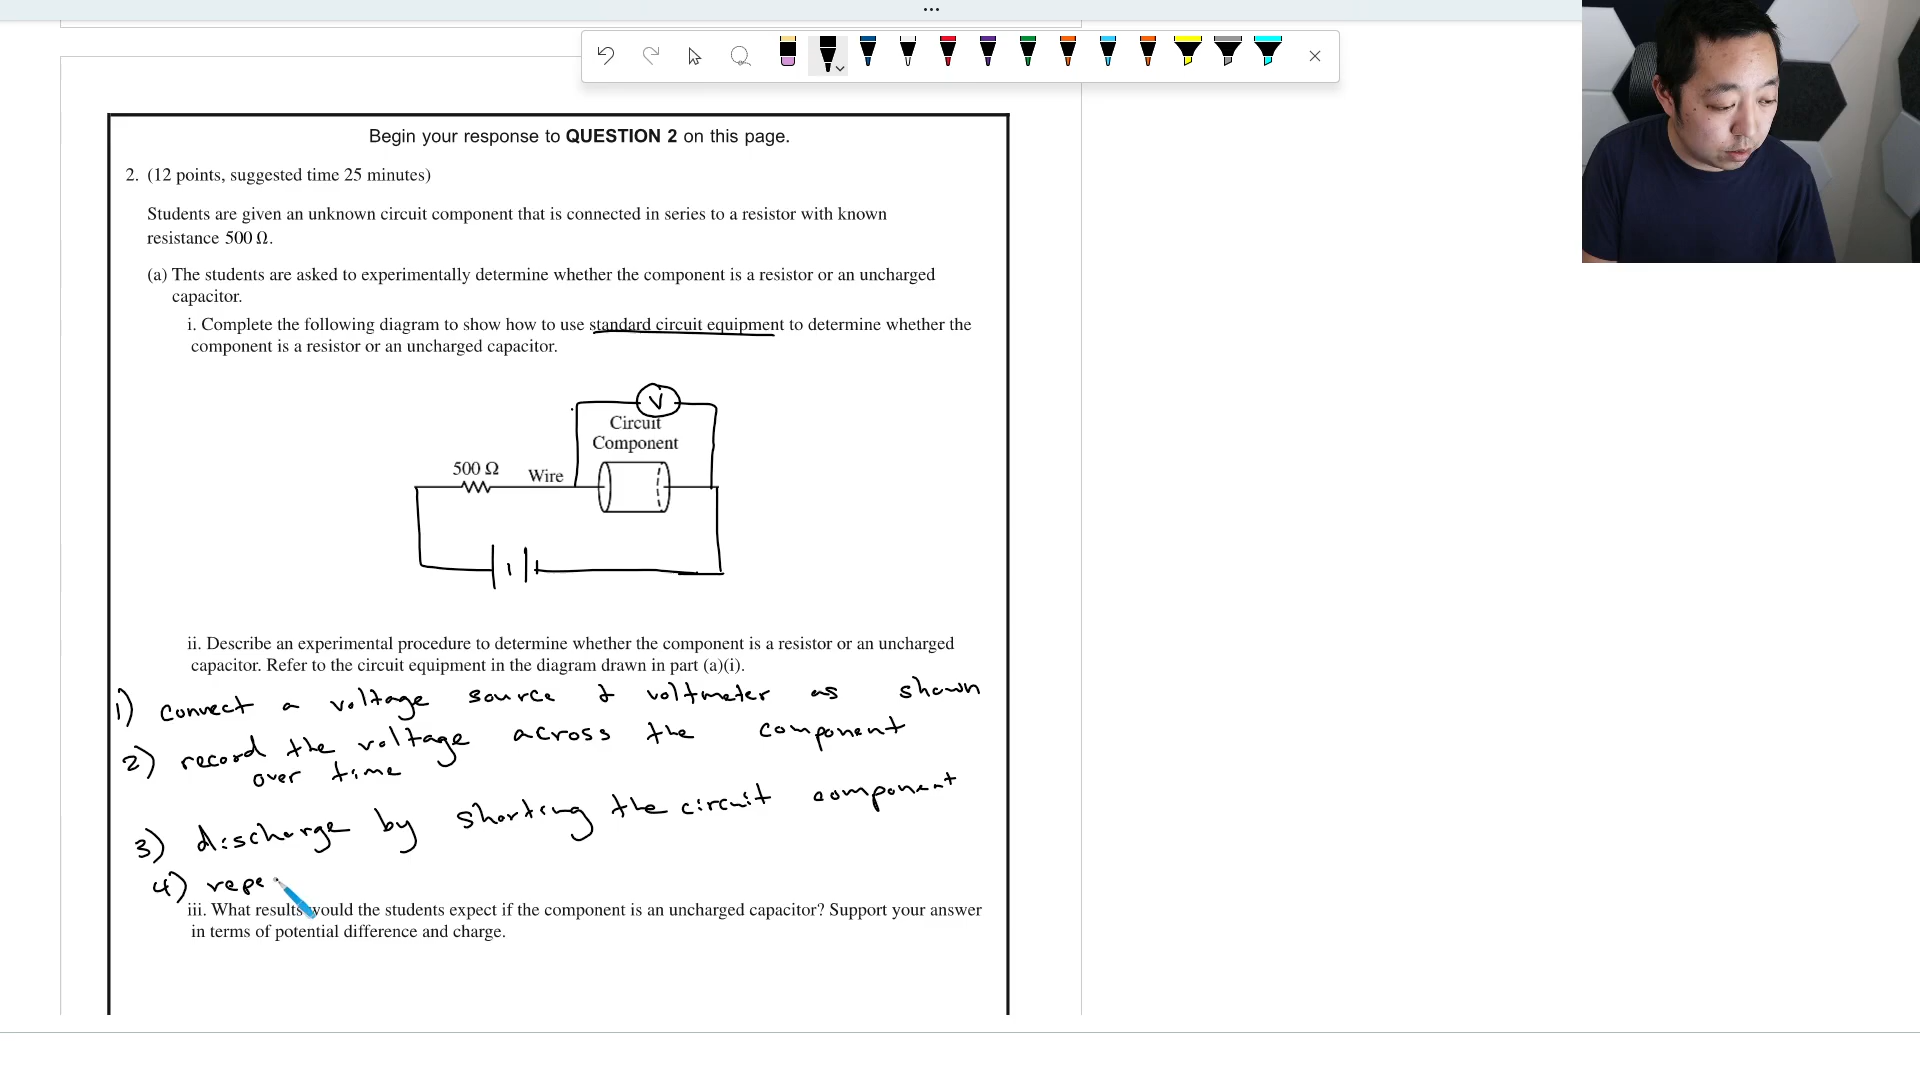 ...
Begin your response to QUESTION 2 on this page.
2. (12 points, suggested time 25 minutes)
Students are given an unknown circuit component that is connected in series to a resistor with known
resistance 500 Ω.
(a) The students are asked to experimentally determine whether the component is a resistor or an uncharged
capacitor.
i. Complete the following diagram to show how to use standard circuit equipment to determine whether the
component is a resistor or an uncharged capacitor.
V
Circuit
Component
500 Ω Wire
ii. Describe an experimental procedure to determine whether the component is a resistor or an uncharged
capacitor. Refer to the circuit equipment in the diagram drawn in part (a)(i).
1) connect a voltage source & voltmeter as shown
2) record the voltage across the component
over time
3) discharge by shorting the circuit component
4) repe
iii. What results would the students expect if the component is an uncharged capacitor? Support your answer
in terms of potential difference and charge.